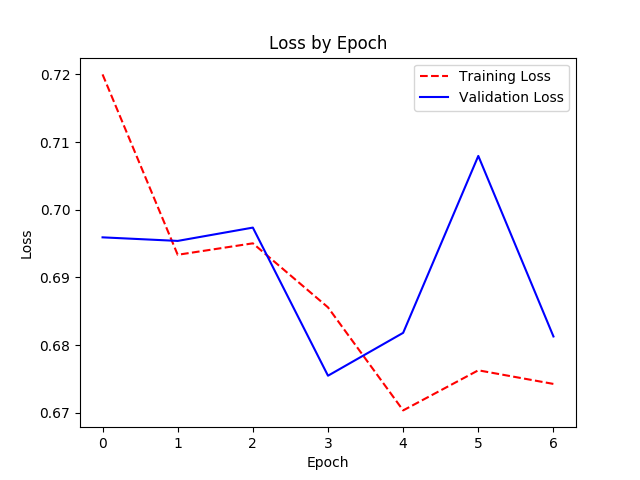 Loss by Epoch
Training Loss
Validation Loss
0.72
0.71
0.70
0.69
0.68
0.67
Loss
0 1 2 3 4 5 6
Epoch